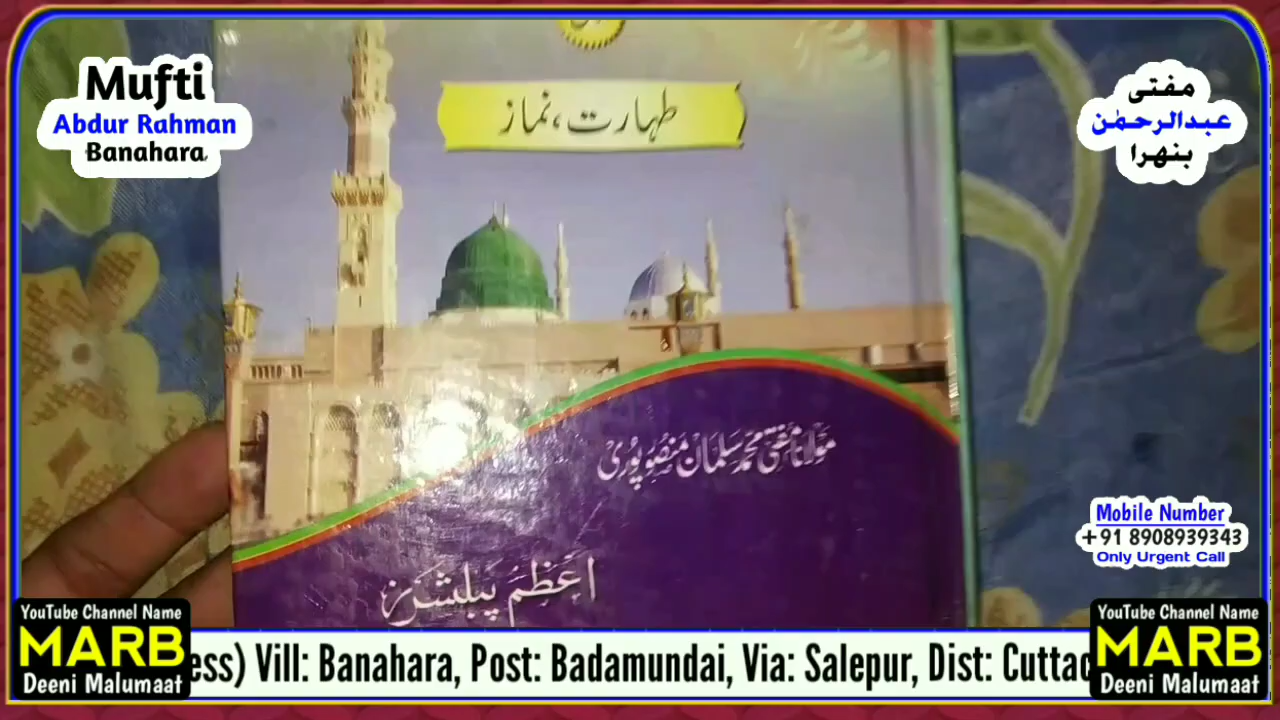 Mufti
Abdur Rahman
Banahara
مفتی
عبدالرحمٰن
بنھرا
طہارت، نماز
مولانا مفتی محمد سلمان منصورپوری
اعظم پبلشرز
Mobile Number
+91 8908939343
Only Urgent Call
YouTube Channel Name
MARB
Deeni Malumaat
ess) Vill: Banahara, Post: Badamundai, Via: Salepur, Dist: Cuttac
YouTube Channel Name
MARB
Deeni Malumaat